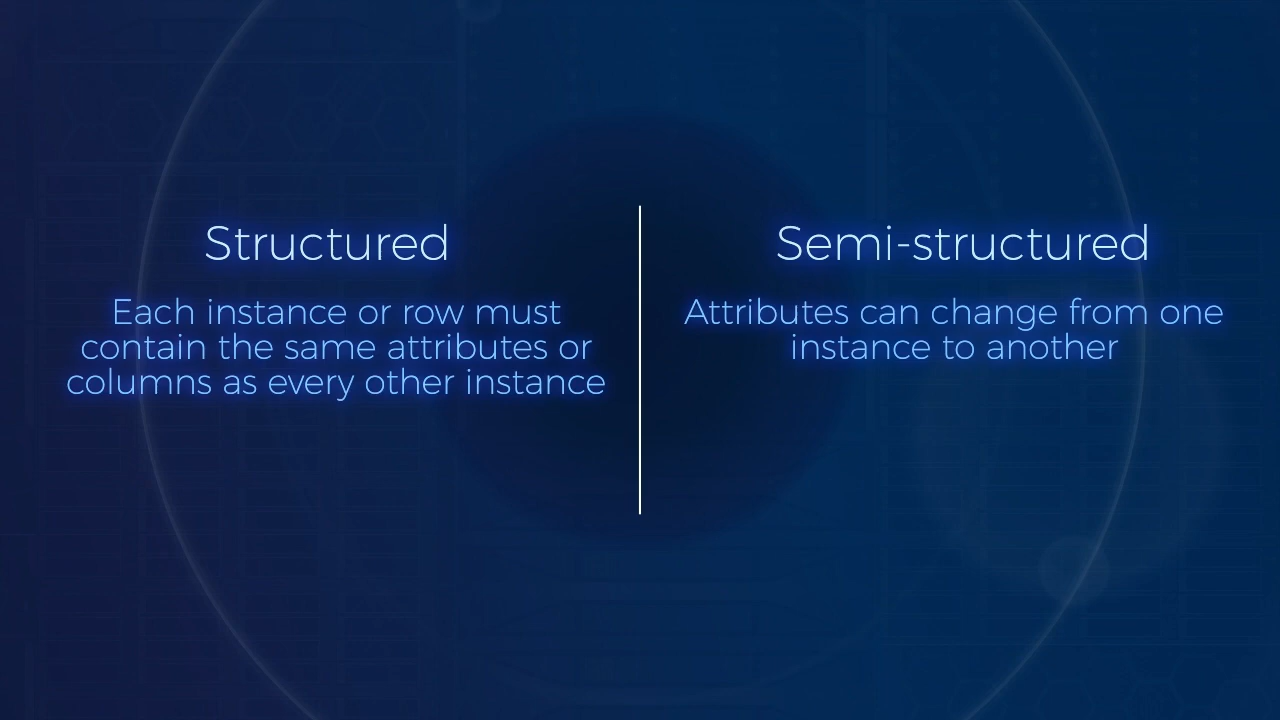 Structured
Each instance or row must
contain the same attributes or
columns as every other instance
Semi-structured
Attributes can change from one
instance to another